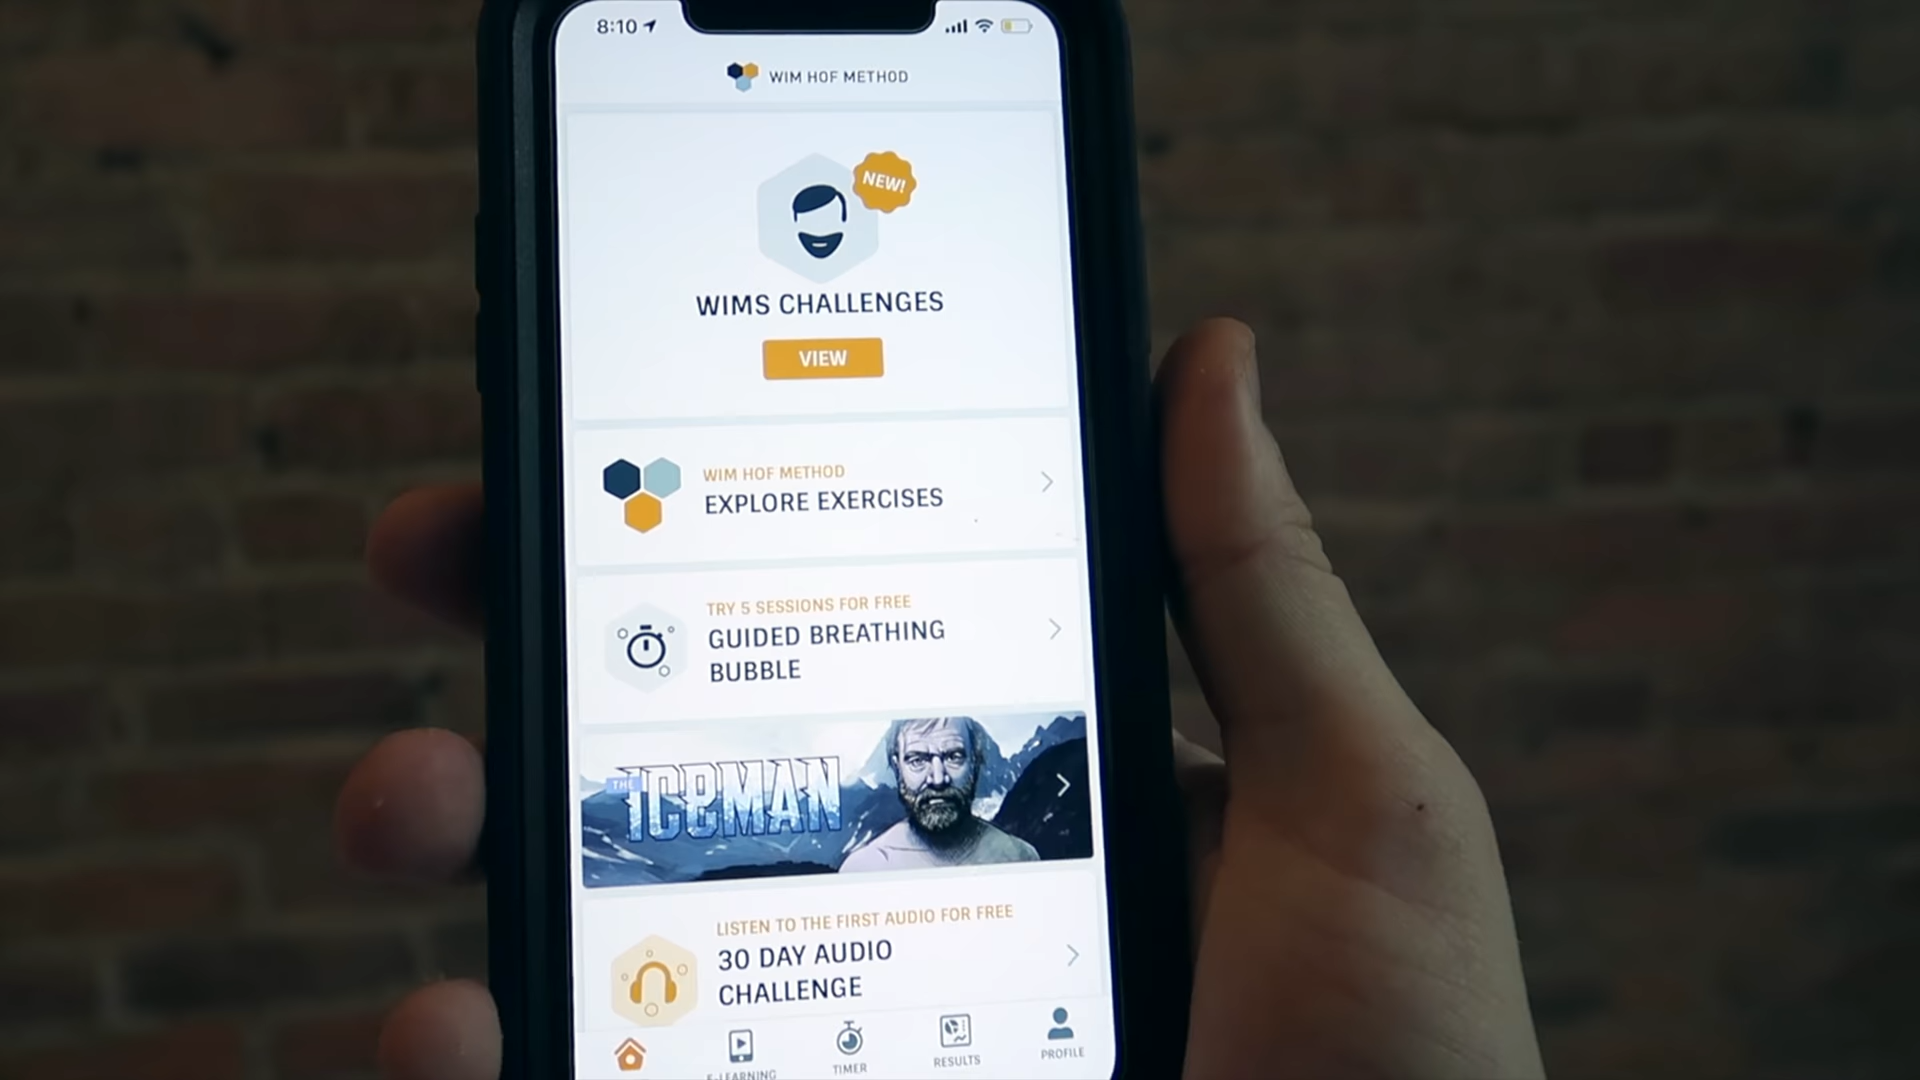 8:10
WIM HOF METHOD
NEW!
WIMS CHALLENGES
VIEW
WIM HOF METHOD
EXPLORE EXERCISES
TRY 5 SESSIONS FOR FREE
GUIDED BREATHING
BUBBLE
THE
ICEMAN
LISTEN TO THE FIRST AUDIO FOR FREE
30 DAY AUDIO
CHALLENGE
E-LEARNING
TIMER
RESULTS
PROFILE